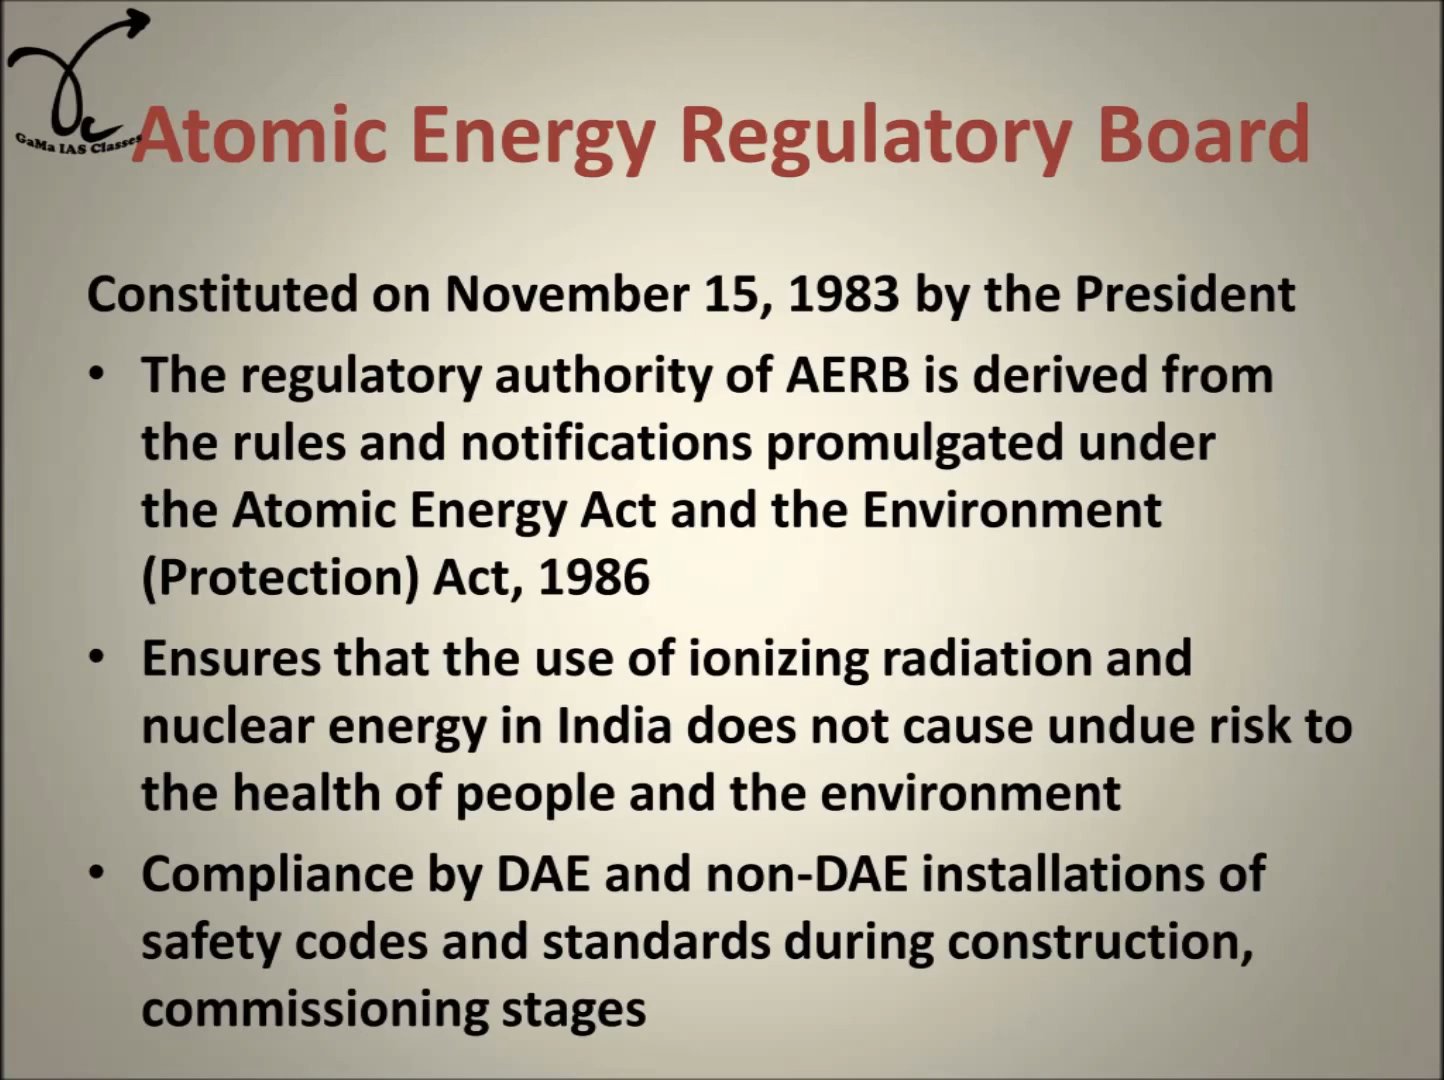 GaMa IAS Classes
Atomic Energy Regulatory Board
Constituted on November 15, 1983 by the President
• The regulatory authority of AERB is derived from
the rules and notifications promulgated under
the Atomic Energy Act and the Environment
(Protection) Act, 1986
• Ensures that the use of ionizing radiation and
nuclear energy in India does not cause undue risk to
the health of people and the environment
• Compliance by DAE and non-DAE installations of
safety codes and standards during construction,
commissioning stages